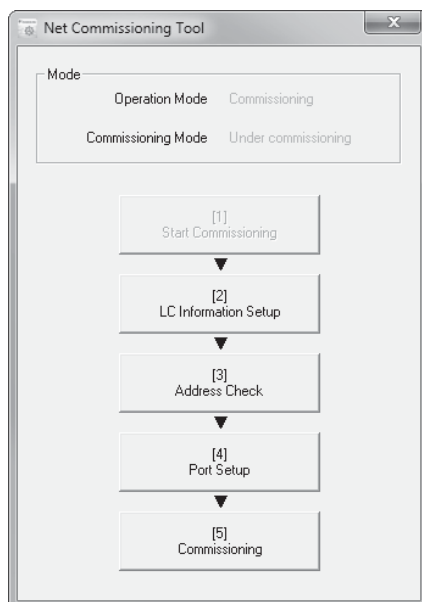 Net Commissioning Tool
Mode
Operation Mode Commissioning
Commissioning Mode Under commissioning
[1]
Start Commissioning
[2]
LC Information Setup
[3]
Address Check
[4]
Port Setup
[5]
Commissioning